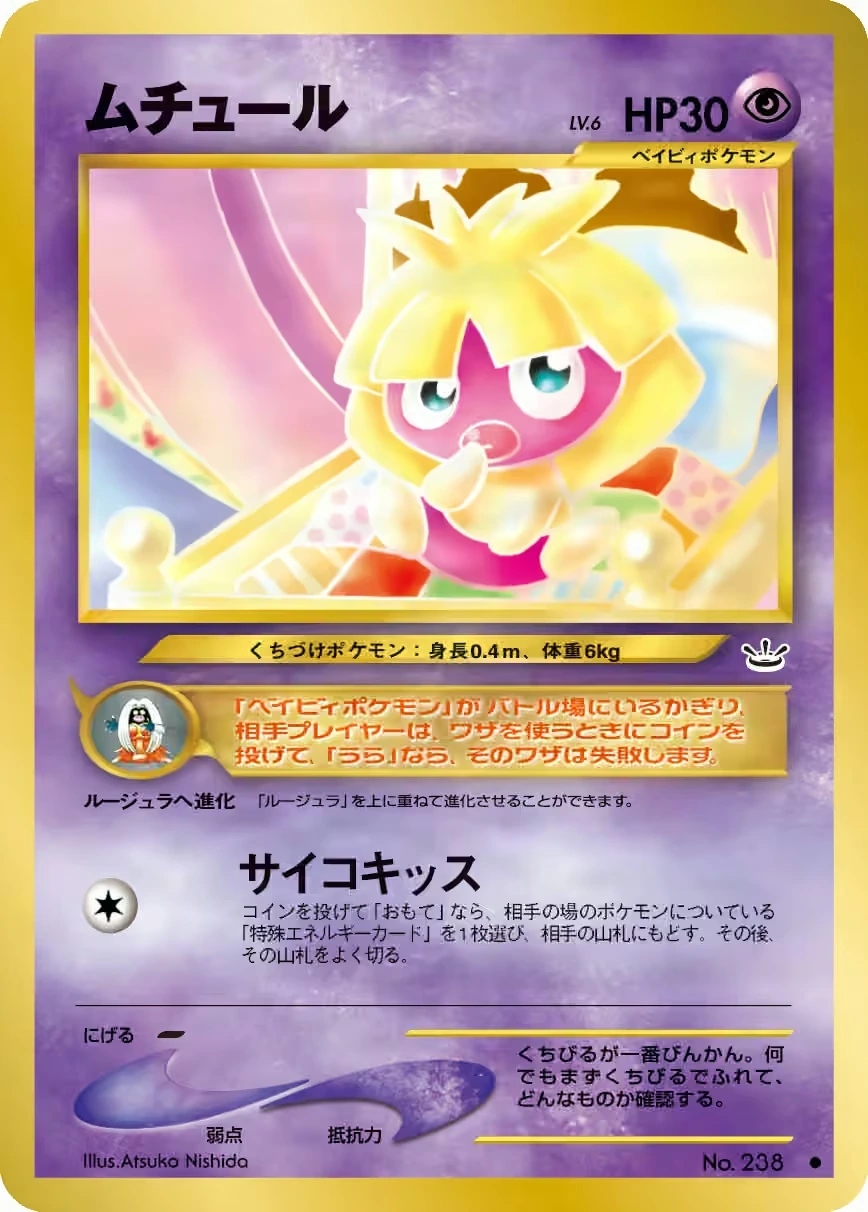 ムチュール
LV.6 HP30
ベイビィポケモン
くちづけポケモン：身長0.4m、体重6kg
「ベイビィポケモン」が バトル場にいるかぎり、
相手プレイヤーは、ワザを使うときにコインを
投げて、「うら」なら、そのワザは失敗します。
ルージュラへ進化 「ルージュラ」を上に重ねて進化させることができます。
サイコキッス
コインを投げて「おもて」なら、相手の場のポケモンについている
「特殊エネルギーカード」を1枚選び、相手の山札にもどす。その後、
その山札をよく切る。
にげる
くちびるが一番びんかん。何
でもまずくちびるでふれて、
どんなものか確認する。
弱点 抵抗力
Illus.Atsuko Nishida
No. 238